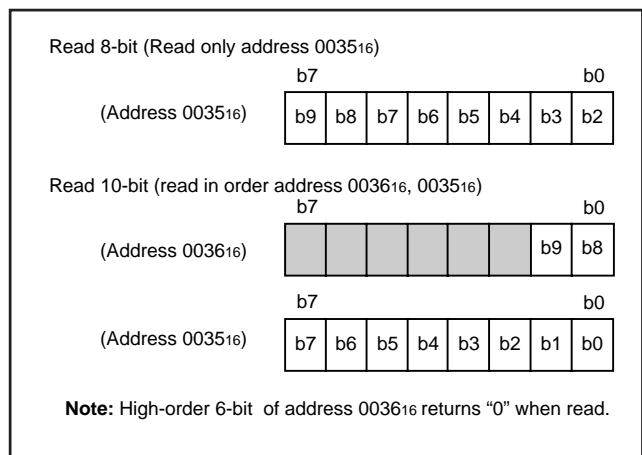 Read 8-bit (Read only address 0035₁₆)
b7 b0
(Address 0035₁₆) b9 b8 b7 b6 b5 b4 b3 b2
Read 10-bit (read in order address 0036₁₆, 0035₁₆)
b7 b0
(Address 0036₁₆) b9 b8
b7 b0
(Address 0035₁₆) b7 b6 b5 b4 b3 b2 b1 b0
Note: High-order 6-bit of address 0036₁₆ returns “0” when read.